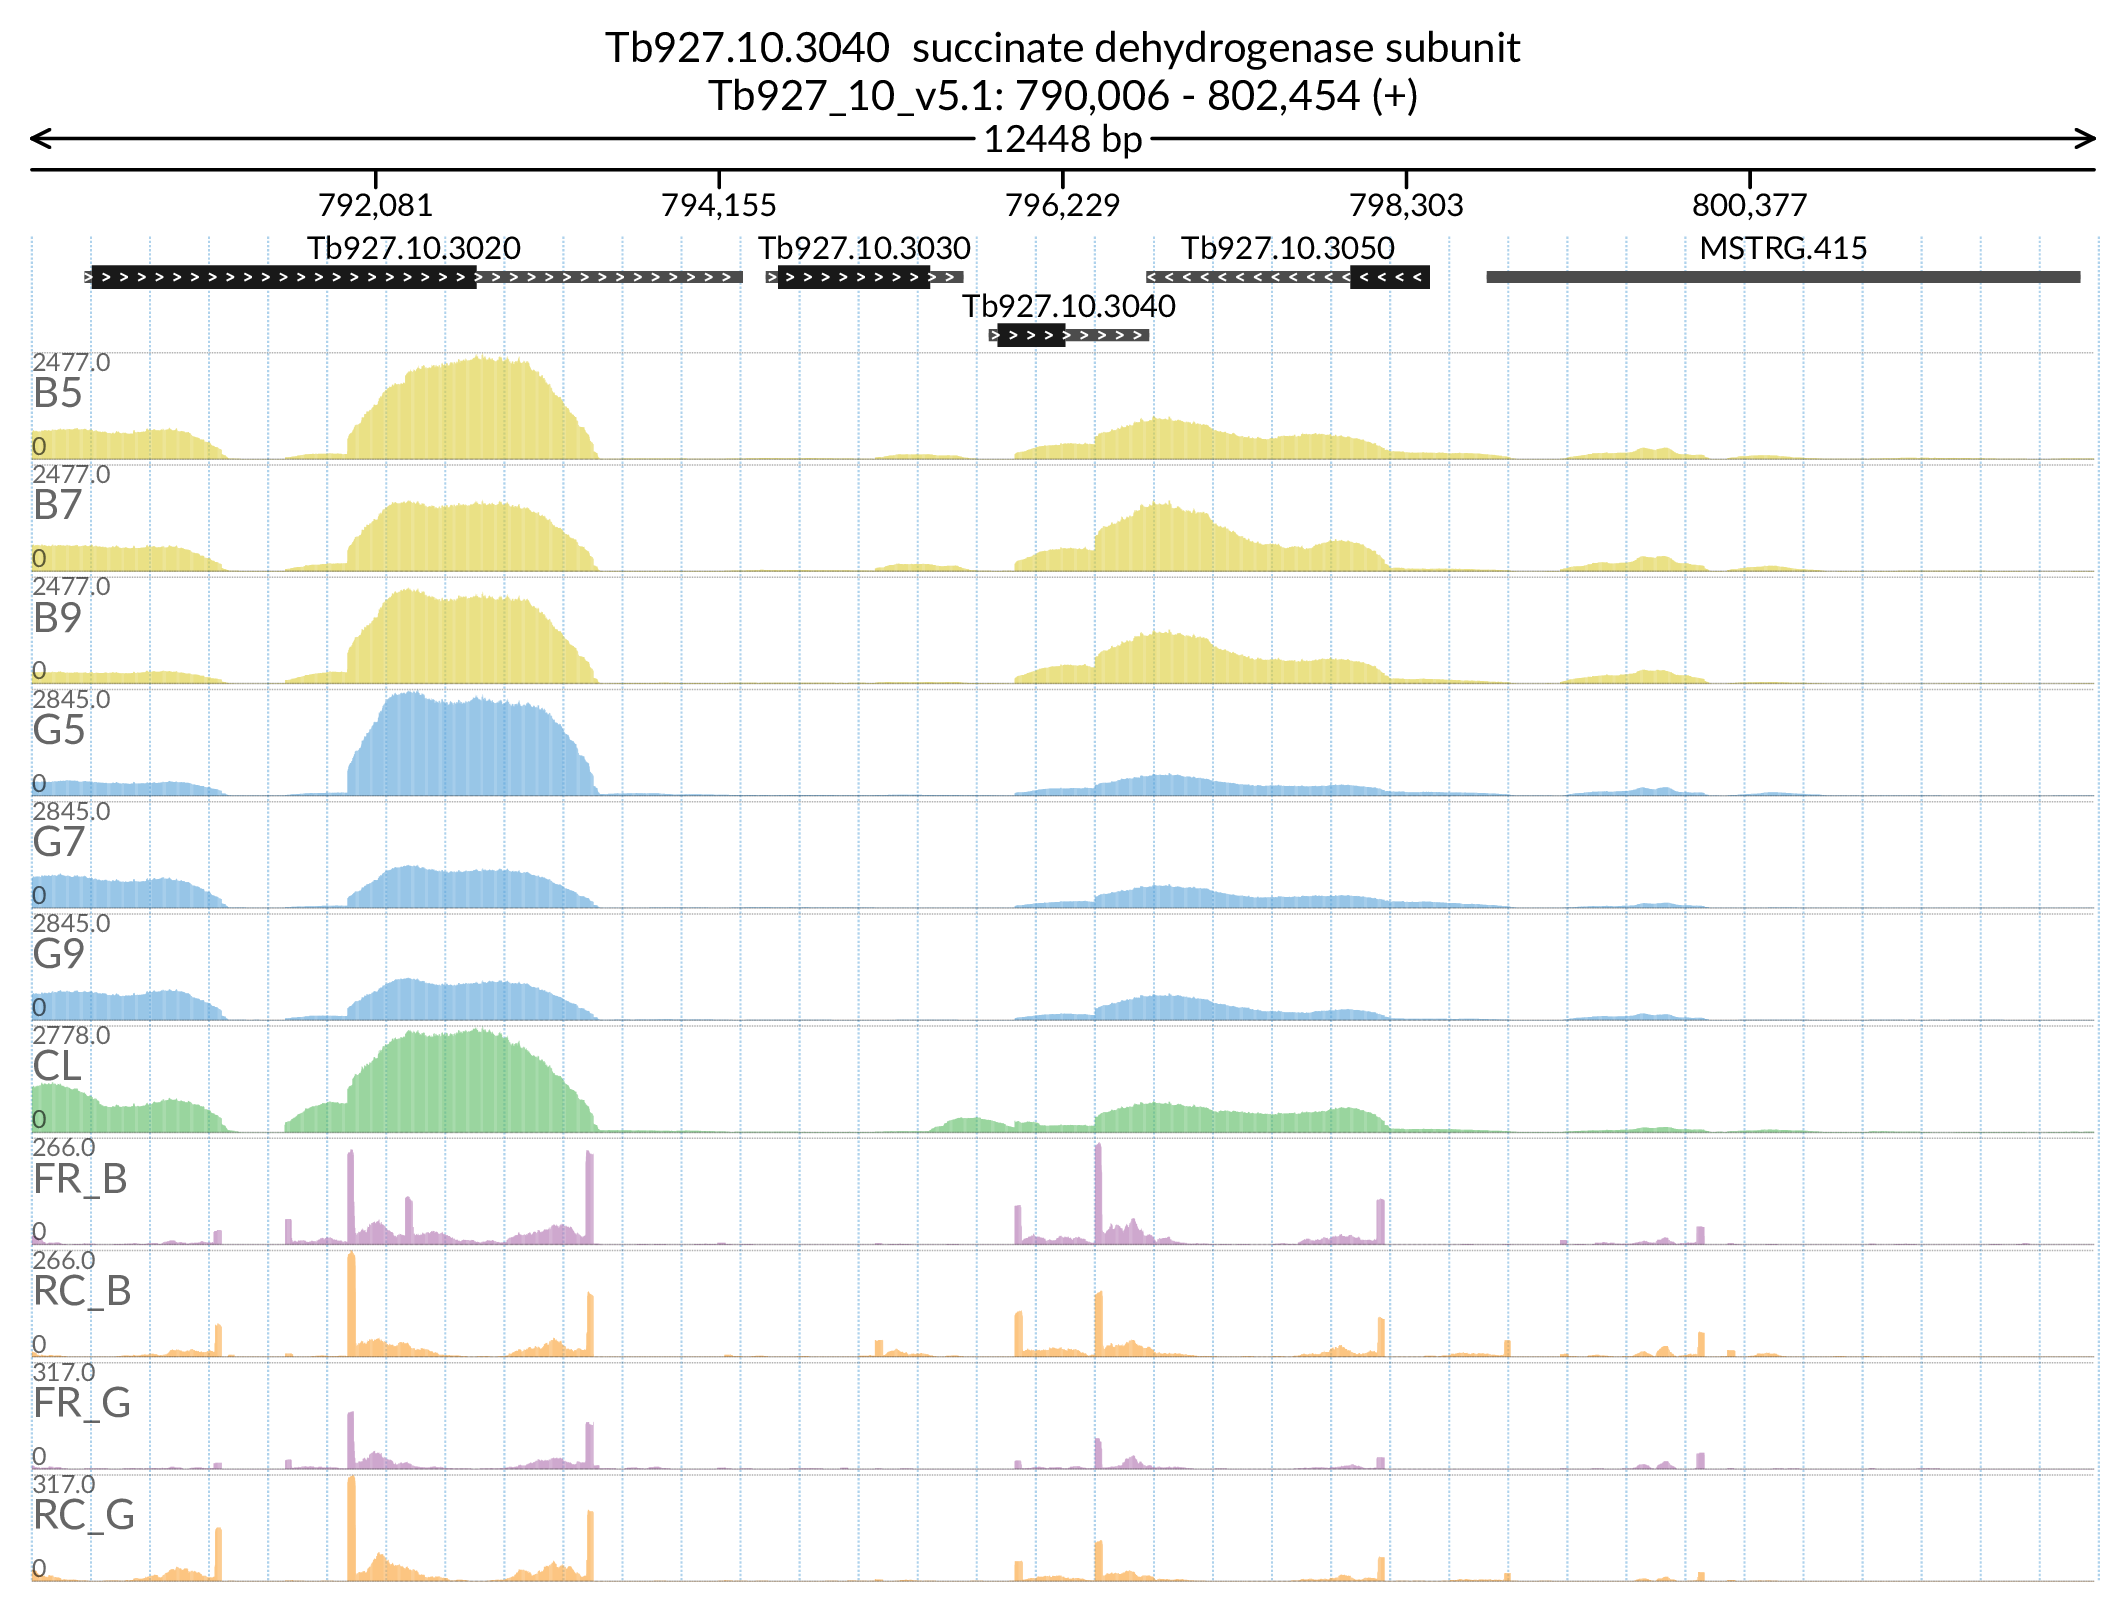 Tb927.10.3040  succinate dehydrogenase subunit
Tb927_10_v5.1: 790,006 - 802,454 (+)
12448 bp
792,081 794,155 796,229 798,303 800,377
Tb927.10.3020 Tb927.10.3030 Tb927.10.3050 MSTRG.415
Tb927.10.3040
2477.0
B5
0
2477.0
B7
0
2477.0
B9
0
2845.0
G5
0
2845.0
G7
0
2845.0
G9
0
2778.0
CL
0
266.0
FR_B
0
266.0
RC_B
0
317.0
FR_G
0
317.0
RC_G
0